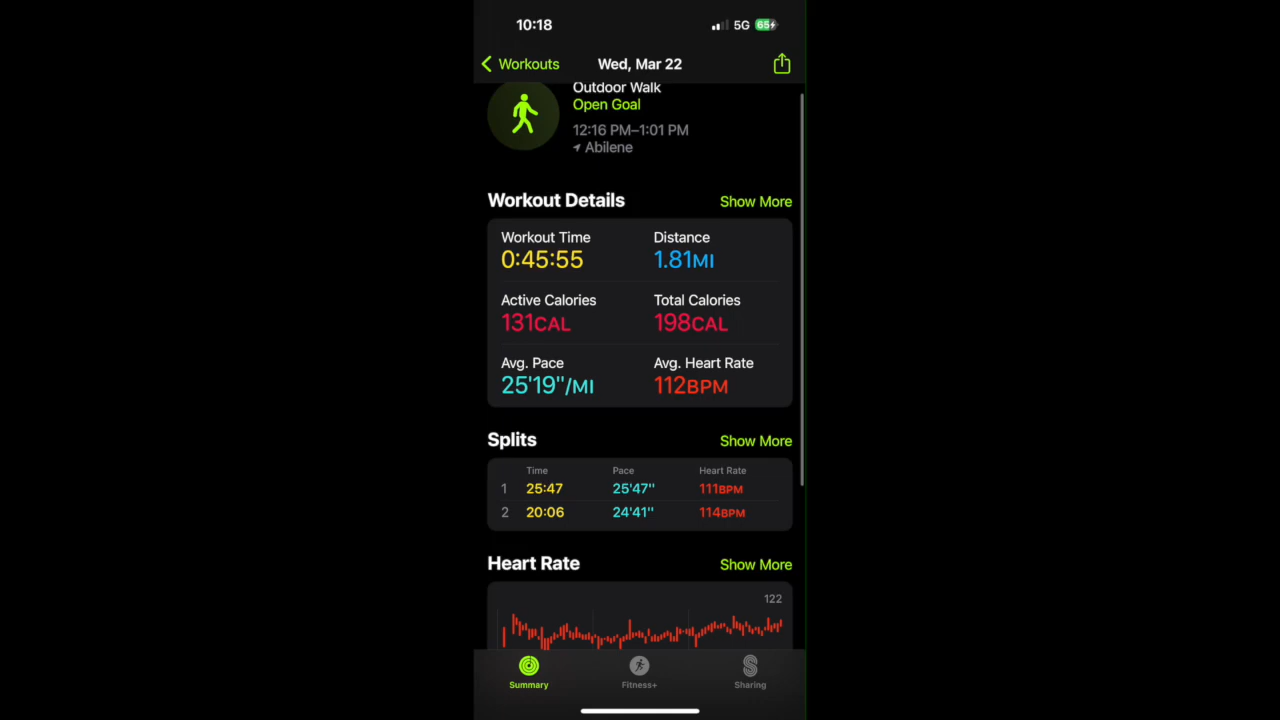 10:18 5G 65
Workouts Wed, Mar 22
Outdoor Walk
Open Goal
12:16 PM–1:01 PM
Abilene
Workout Details Show More
Workout Time Distance
0:45:55 1.81MI
Active Calories Total Calories
131CAL 198CAL
Avg. Pace Avg. Heart Rate
25'19"/MI 112BPM
Splits Show More
Time Pace Heart Rate
1 25:47 25'47'' 111BPM
2 20:06 24'41'' 114BPM
Heart Rate Show More
122
Summary Fitness+ Sharing